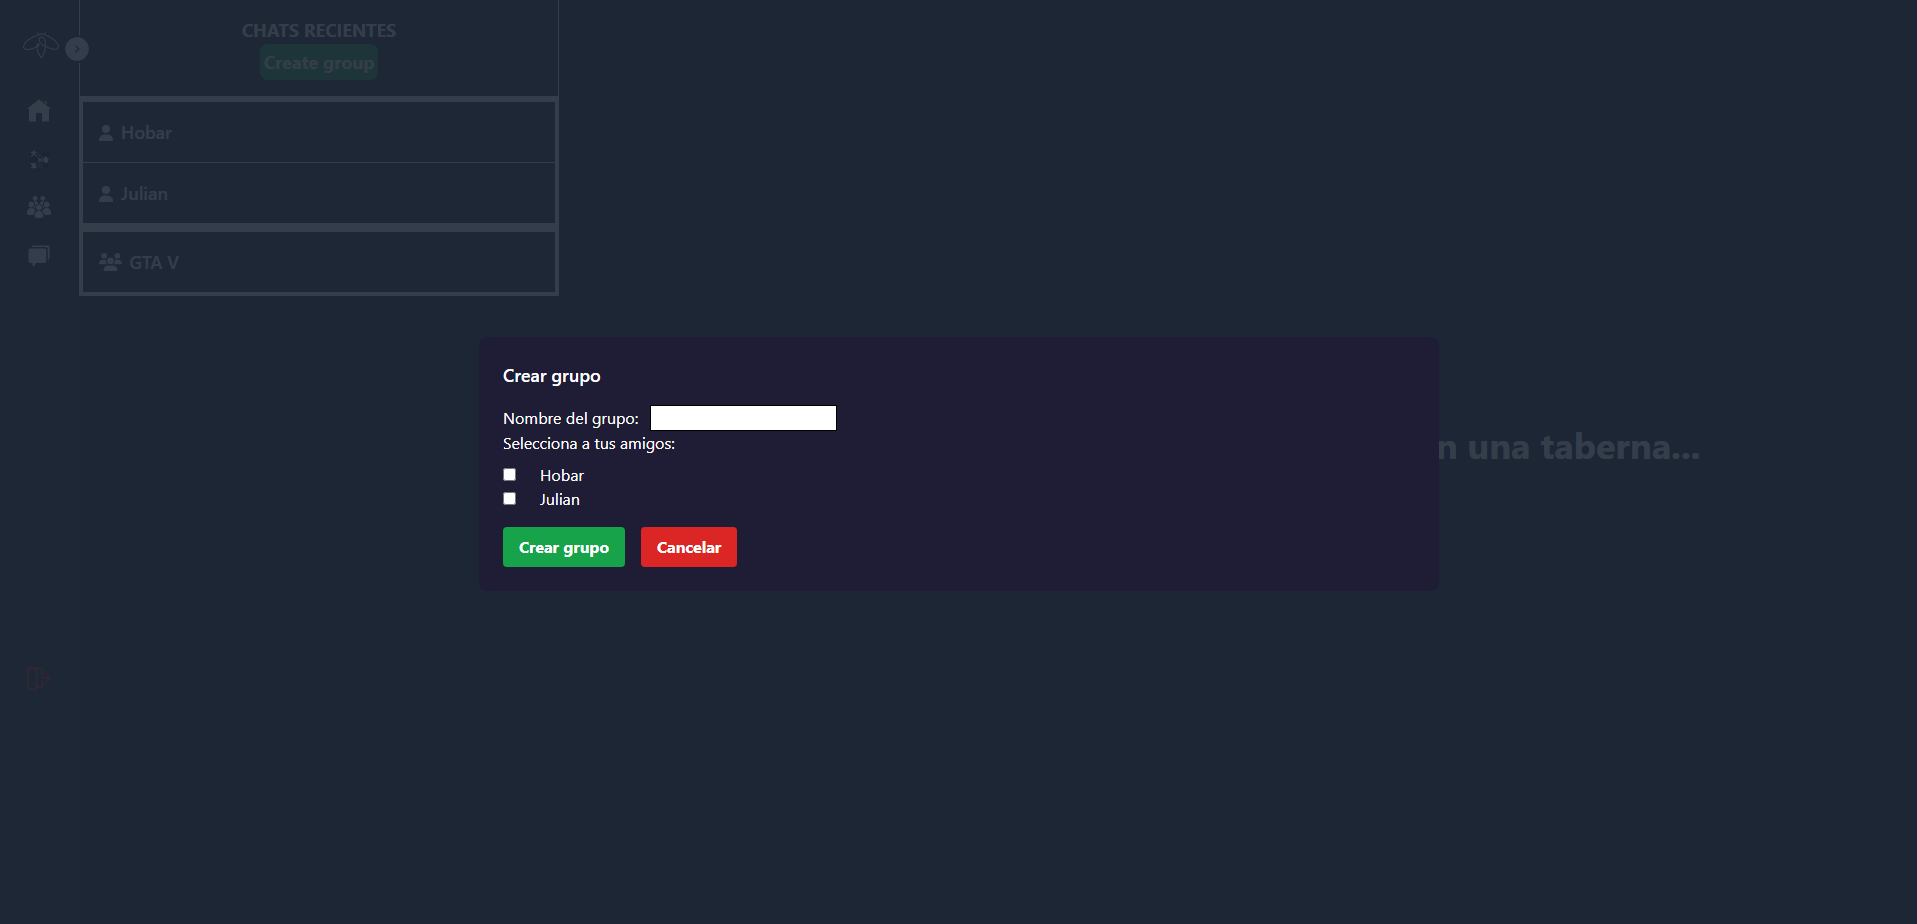 CHATS RECIENTES
Create group
Hobar
Julian
GTA V
Crear grupo
Nombre del grupo:
Selecciona a tus amigos:
Hobar
Julian
Crear grupo
Cancelar
n una taberna...